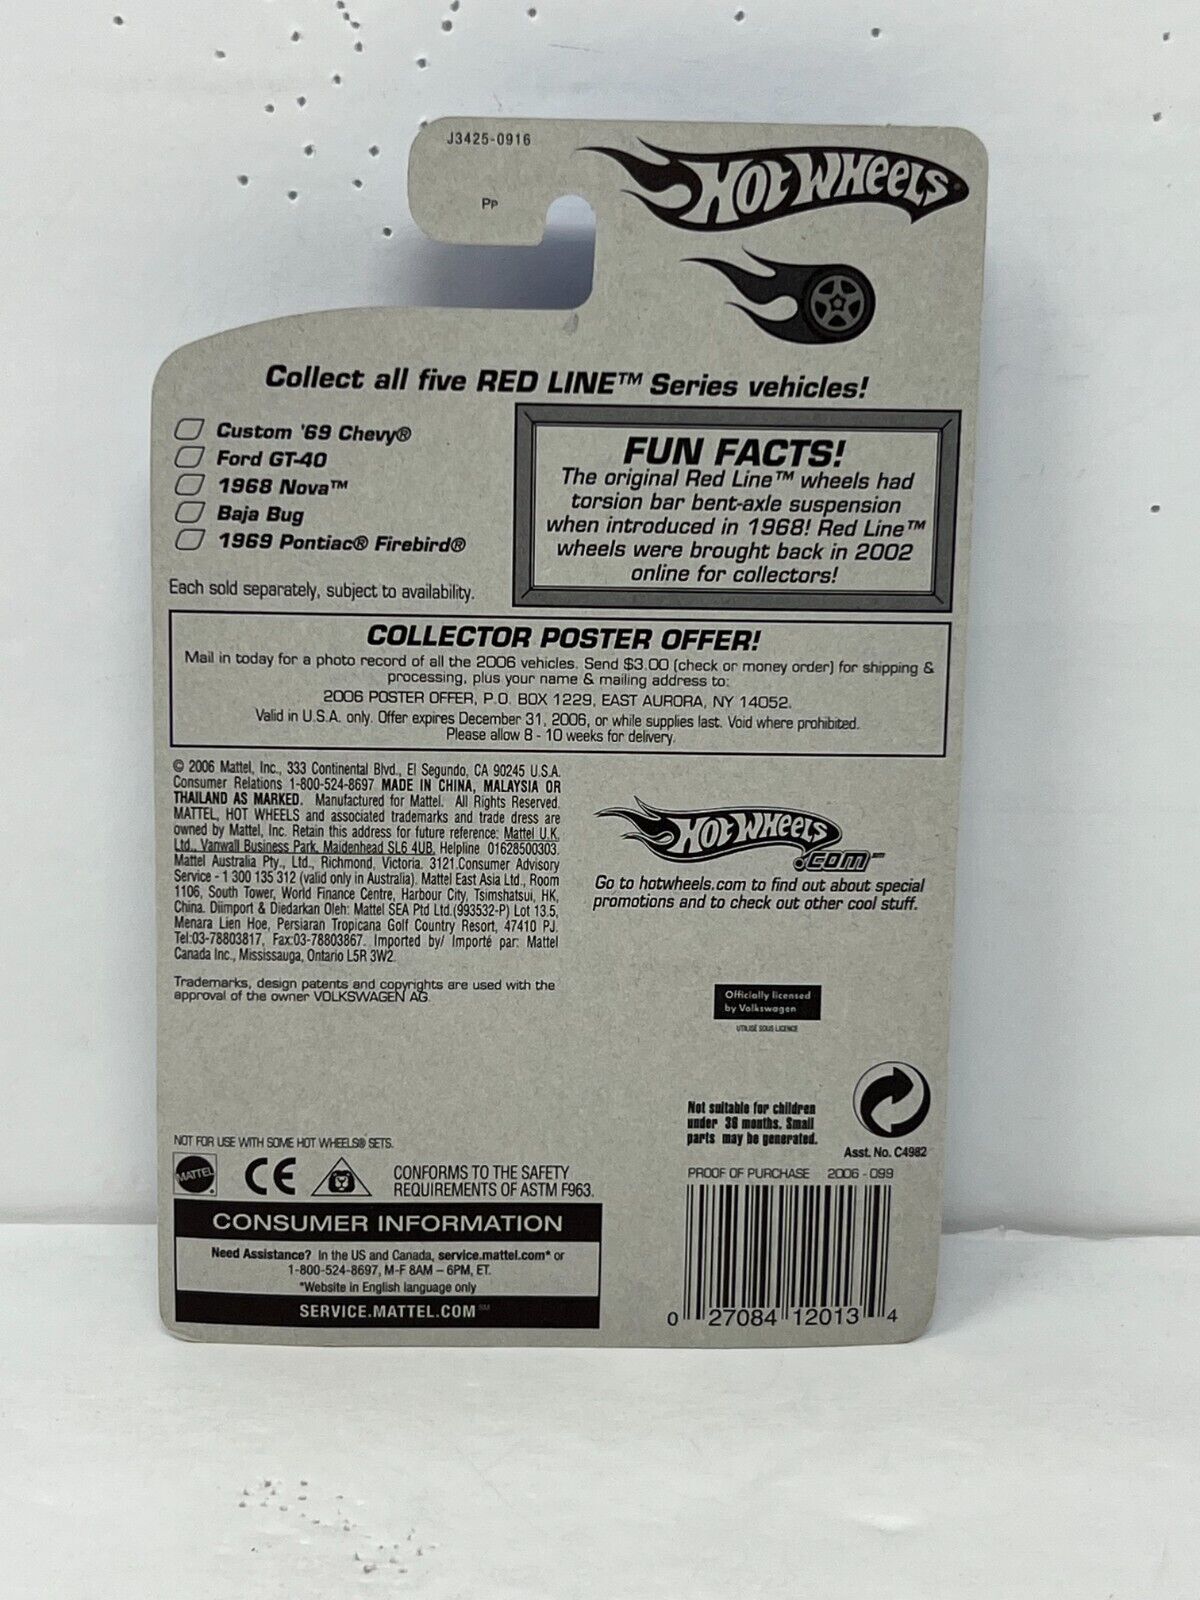 J3425-0916
PP
HOT WHEELS
Collect all five RED LINE™ Series vehicles!
Custom '69 Chevy®
Ford GT-40
1968 Nova™
Baja Bug
1969 Pontiac® Firebird®
Each sold separately, subject to availability.
FUN FACTS!
The original Red Line™ wheels had
torsion bar bent-axle suspension
when introduced in 1968! Red Line™
wheels were brought back in 2002
online for collectors!
COLLECTOR POSTER OFFER!
Mail in today for a photo record of all the 2006 vehicles. Send $3.00 (check or money order) for shipping &
processing, plus your name & mailing address to:
2006 POSTER OFFER, P.O. BOX 1229, EAST AURORA, NY 14052.
Valid in U.S.A. only. Offer expires December 31, 2006, or while supplies last. Void where prohibited.
Please allow 8 - 10 weeks for delivery.
© 2006 Mattel, Inc., 333 Continental Blvd., El Segundo, CA 90245 U.S.A.
Consumer Relations 1-800-524-8697 MADE IN CHINA, MALAYSIA OR
THAILAND AS MARKED. Manufactured for Mattel. All Rights Reserved.
MATTEL, HOT WHEELS and associated trademarks and trade dress are
owned by Mattel, Inc. Retain this address for future reference: Mattel U.K.
Ltd., Vanwall Business Park, Maidenhead SL6 4UB. Helpline 01628500303.
Mattel Australia Pty., Ltd., Richmond, Victoria. 3121.Consumer Advisory
Service - 1 300 135 312 (valid only in Australia). Mattel East Asia Ltd., Room
1106, South Tower, World Finance Centre, Harbour City, Tsimshatsui, HK,
China. Diimport & Diedarkan Oleh: Mattel SEA Ptd Ltd.(993532-P) Lot 13.5,
Menara Lien Hoe, Persiaran Tropicana Golf Country Resort, 47410 PJ.
Tel:03-78803817, Fax:03-78803867. Imported by/ Importé par: Mattel
Canada Inc., Mississauga, Ontario L5R 3W2.
Trademarks, design patents and copyrights are used with the
approval of the owner VOLKSWAGEN AG.
HOT WHEELS
.COM™
Go to hotwheels.com to find out about special
promotions and to check out other cool stuff.
Officially licensed
by Volkswagen
UTILISÉ SOUS LICENCE
Not suitable for children
under 36 months. Small
parts may be generated.
Asst. No. C4982
NOT FOR USE WITH SOME HOT WHEELS® SETS.
MATTEL
CE
CONFORMS TO THE SAFETY
REQUIREMENTS OF ASTM F963.
CONSUMER INFORMATION
Need Assistance? In the US and Canada, service.mattel.com* or
1-800-524-8697, M-F 8AM – 6PM, ET.
*Website in English language only
SERVICE.MATTEL.COM℠
PROOF OF PURCHASE 2006 - 099
0 27084 12013 4